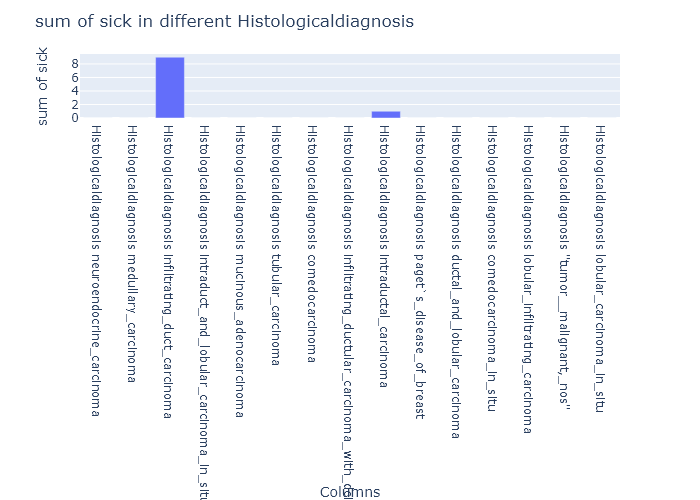 sum of sick in different Histologicaldiagnosis
sum of sick
8
6
4
2
0
Histologicaldiagnosis neuroendocrine_carcinoma
Histologicaldiagnosis medullary_carcinoma
Histologicaldiagnosis infiltrating_duct_carcinoma
Histologicaldiagnosis intraduct_and_lobular_carcinoma_in_situ
Histologicaldiagnosis mucinous_adenocarcinoma
Histologicaldiagnosis tubular_carcinoma
Histologicaldiagnosis comedocarcinoma
Histologicaldiagnosis infiltrating_ductular_carcinoma_with_
Histologicaldiagnosis intraductal_carcinoma
Histologicaldiagnosis paget`s_disease_of_breast
Histologicaldiagnosis ductal_and_lobular_carcinoma
Histologicaldiagnosis comedocarcinoma_in_situ
Histologicaldiagnosis lobular_infiltrating_carcinoma
Histologicaldiagnosis "tumor__malignant,_nos"
Histologicaldiagnosis lobular_carcinoma_in_situ
Columns